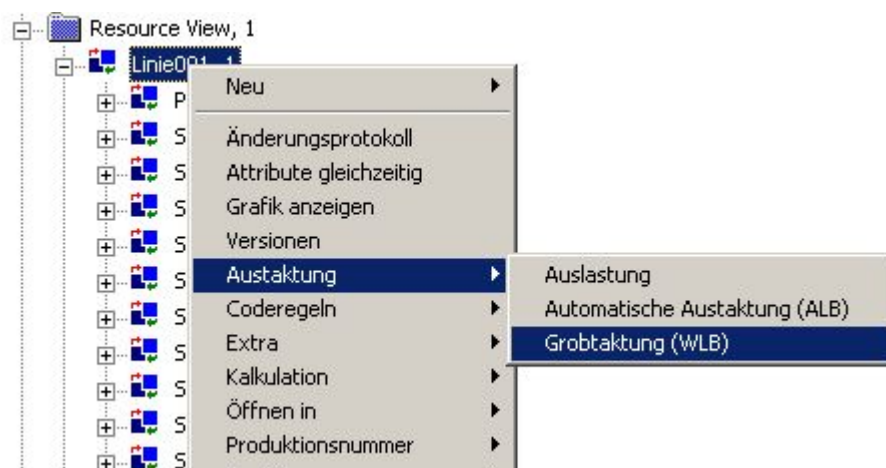 Resource View, 1
Linie001, 1
Neu
P
S
Änderungsprotokoll
S
Attribute gleichzeitig
S
Grafik anzeigen
S
Versionen
S
Austaktung
Auslastung
S
Coderegeln
Automatische Austaktung (ALB)
S
Extra
Grobtaktung (WLB)
S
Kalkulation
S
Öffnen in
S
Produktionsnummer